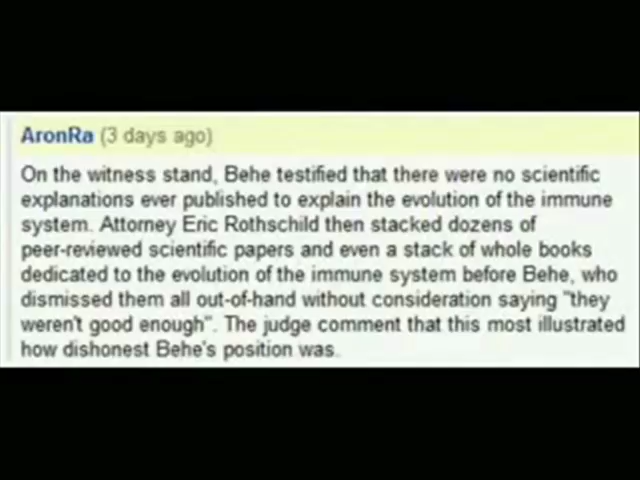 AronRa (3 days ago)
On the witness stand, Behe testified that there were no scientific
explanations ever published to explain the evolution of the immune
system. Attorney Eric Rothschild then stacked dozens of
peer-reviewed scientific papers and even a stack of whole books
dedicated to the evolution of the immune system before Behe, who
dismissed them all out-of-hand without consideration saying "they
weren't good enough". The judge comment that this most illustrated
how dishonest Behe's position was.